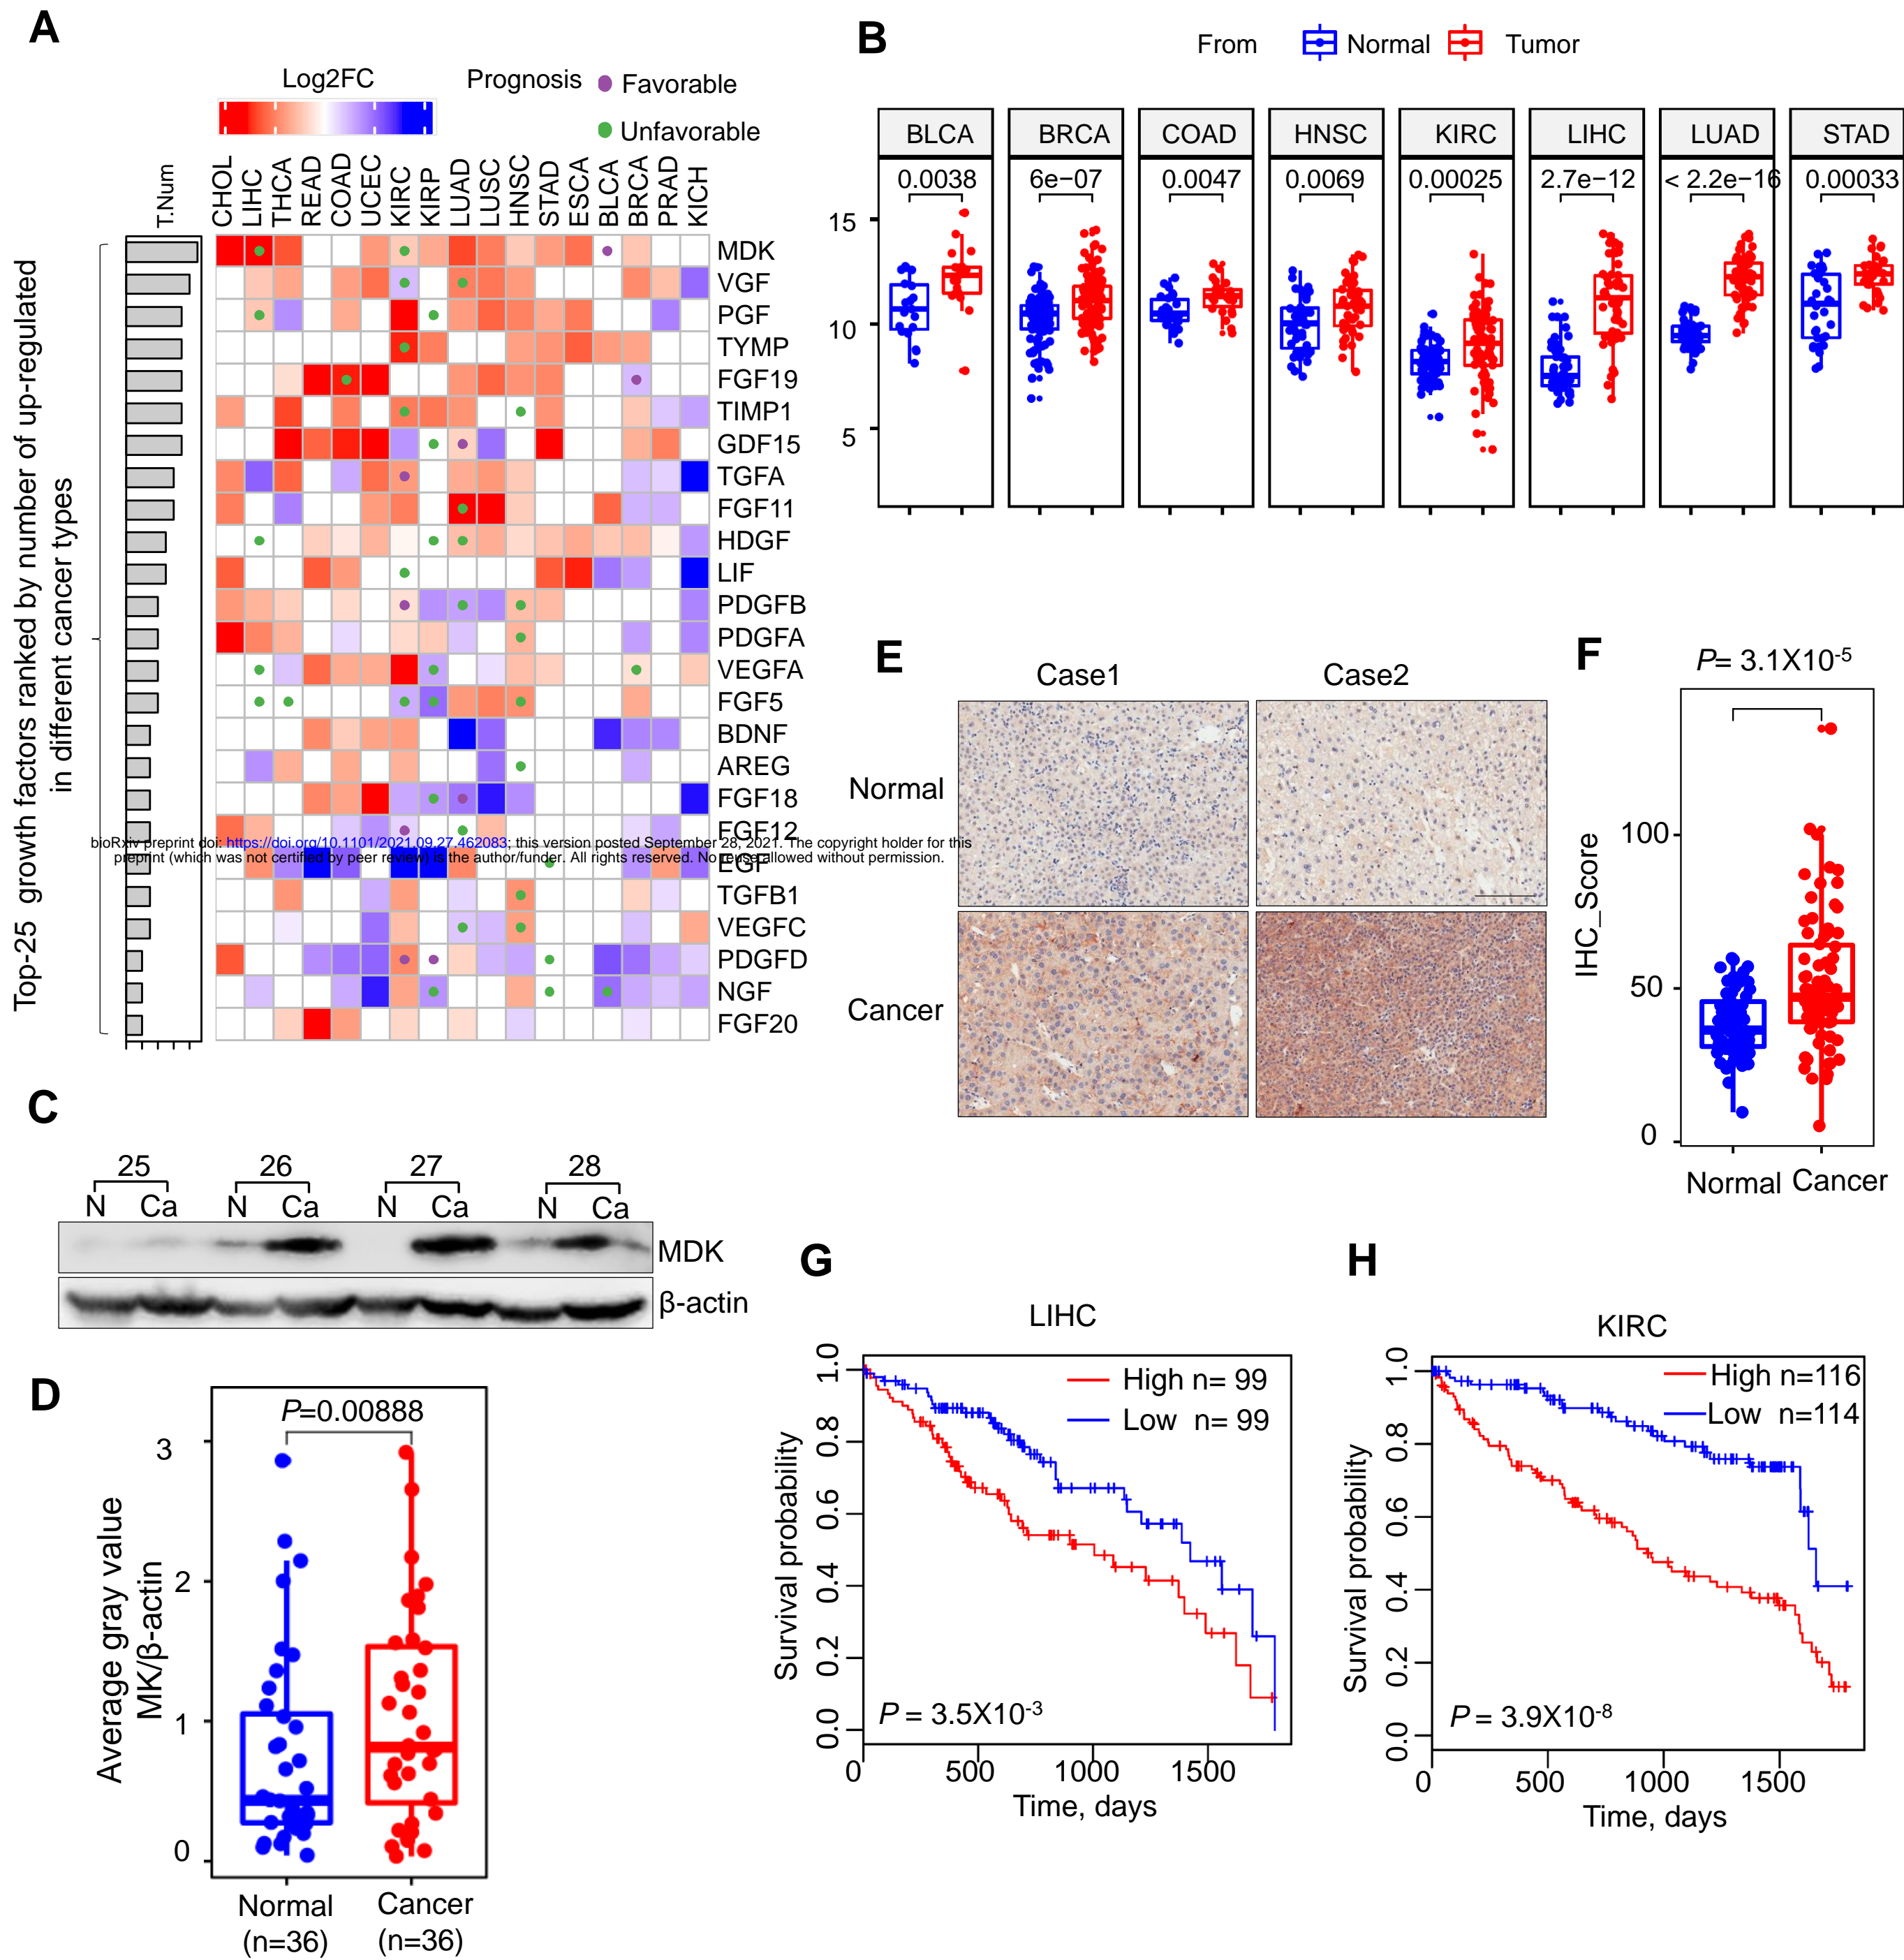 A
Log2FC
Prognosis
Favorable
Unfavorable
T.Num
CHOL
LIHC
THCA
READ
COAD
UCEC
KIRC
KIRP
LUAD
LUSC
HNSC
STAD
ESCA
BLCA
BRCA
PRAD
KICH
Top-25 growth factors ranked by number of up-regulated
in different cancer types
MDK
VGF
PGF
TYMP
FGF19
TIMP1
GDF15
TGFA
FGF11
HDGF
LIF
PDGFB
PDGFA
VEGFA
FGF5
BDNF
AREG
FGF18
FGF12
EGF
TGFB1
VEGFC
PDGFD
NGF
FGF20
bioRxiv preprint doi: https://doi.org/10.1101/2021.09.27.462083; this version posted September 28, 2021. The copyright holder for this
preprint (which was not certified by peer review) is the author/funder. All rights reserved. No reuse allowed without permission.
B
From Normal Tumor
BLCA BRCA COAD HNSC KIRC LIHC LUAD STAD
0.0038 6e−07 0.0047 0.0069 0.00025 2.7e−12 < 2.2e−16 0.00033
15
10
5
C
25 26 27 28
N Ca N Ca N Ca N Ca
MDK
β-actin
D
P=0.00888
Average gray value
MK/β-actin
3
2
1
0
Normal Cancer
(n=36) (n=36)
E
Case1 Case2
Normal
Cancer
F
P= 3.1X10-5
IHC_Score
100
50
0
Normal Cancer
G
LIHC
High n= 99
Low n= 99
Survival probability
1.0
0.8
0.6
0.4
0.2
0.0
P = 3.5X10-3
0 500 1000 1500
Time, days
H
KIRC
High n=116
Low n=114
Survival probability
1.0
0.8
0.6
0.4
0.2
0.0
P = 3.9X10-8
0 500 1000 1500
Time, days